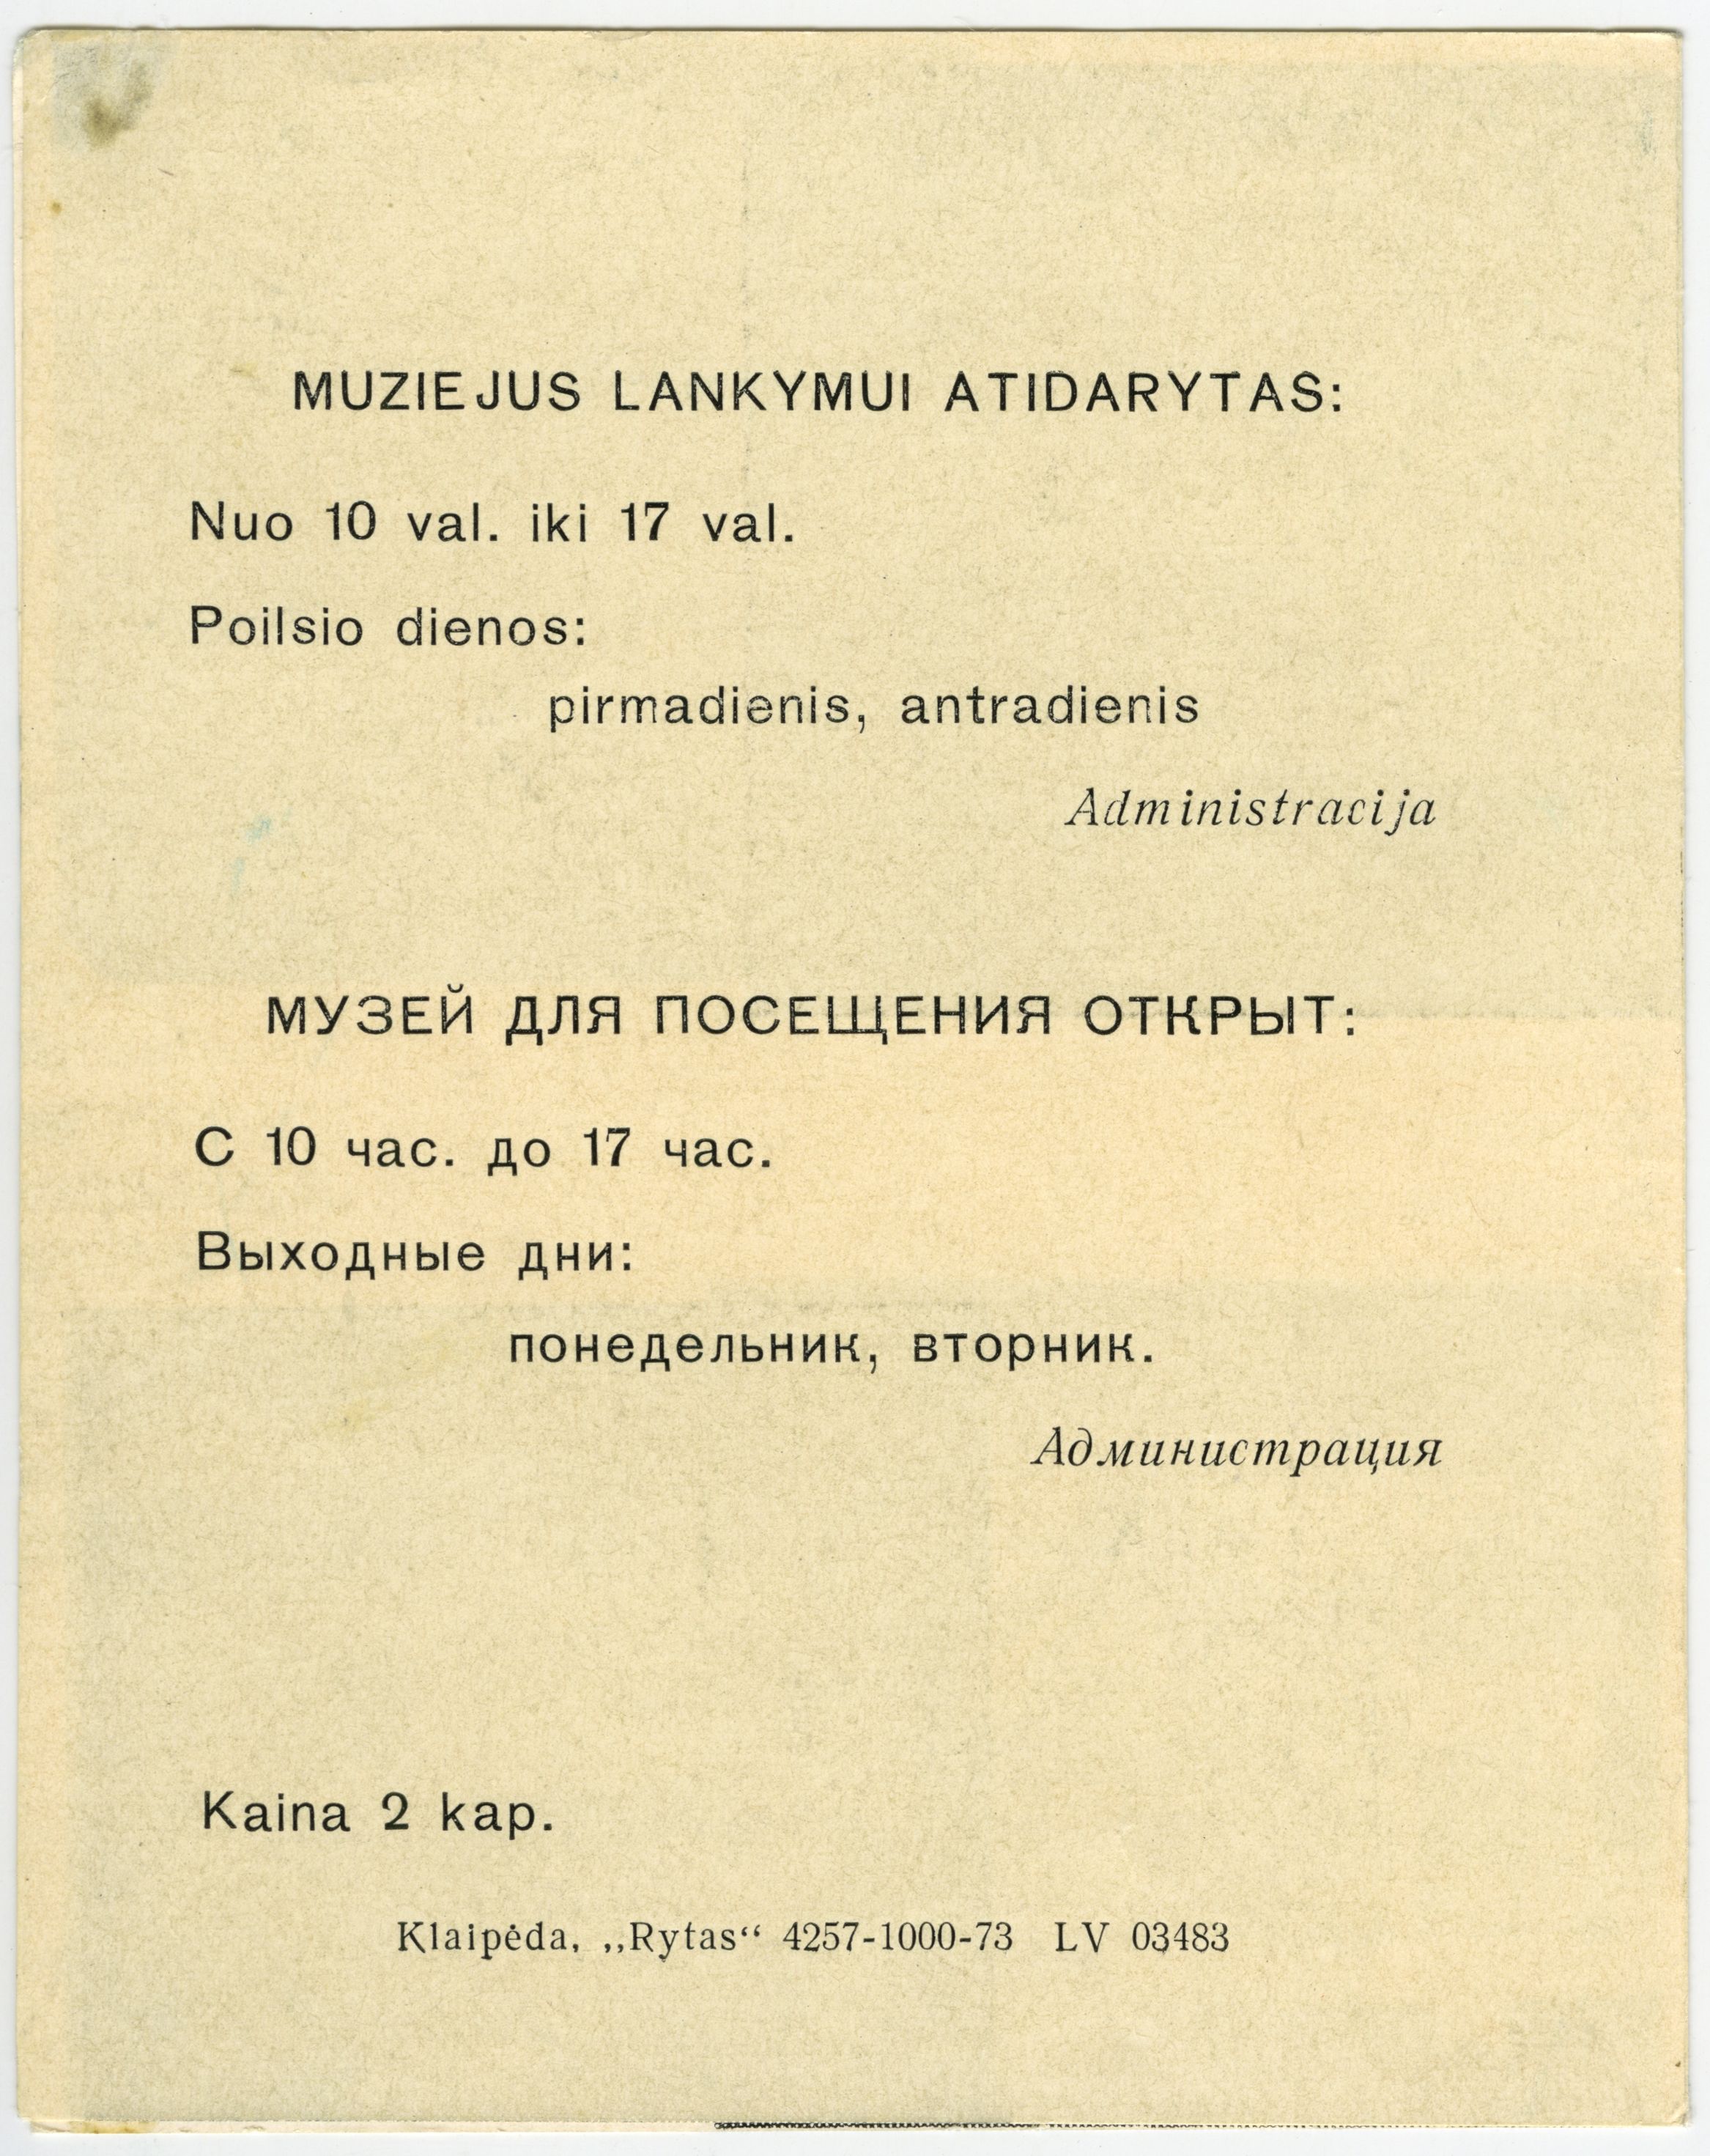 MUZIEJUS LANKYMUI ATIDARYTAS:
Nuo 10 val. iki 17 val.
Poilsio dienos:
pirmadienis, antradienis
Administracija
МУЗЕЙ ДЛЯ ПОСЕЩЕНИЯ ОТКРЫТ:
С 10 час. до 17 час.
Выходные дни:
понедельник, вторник.
Администрация
Kaina 2 kap.
Klaipėda, „Rytas“ 4257-1000-73 LV 03483